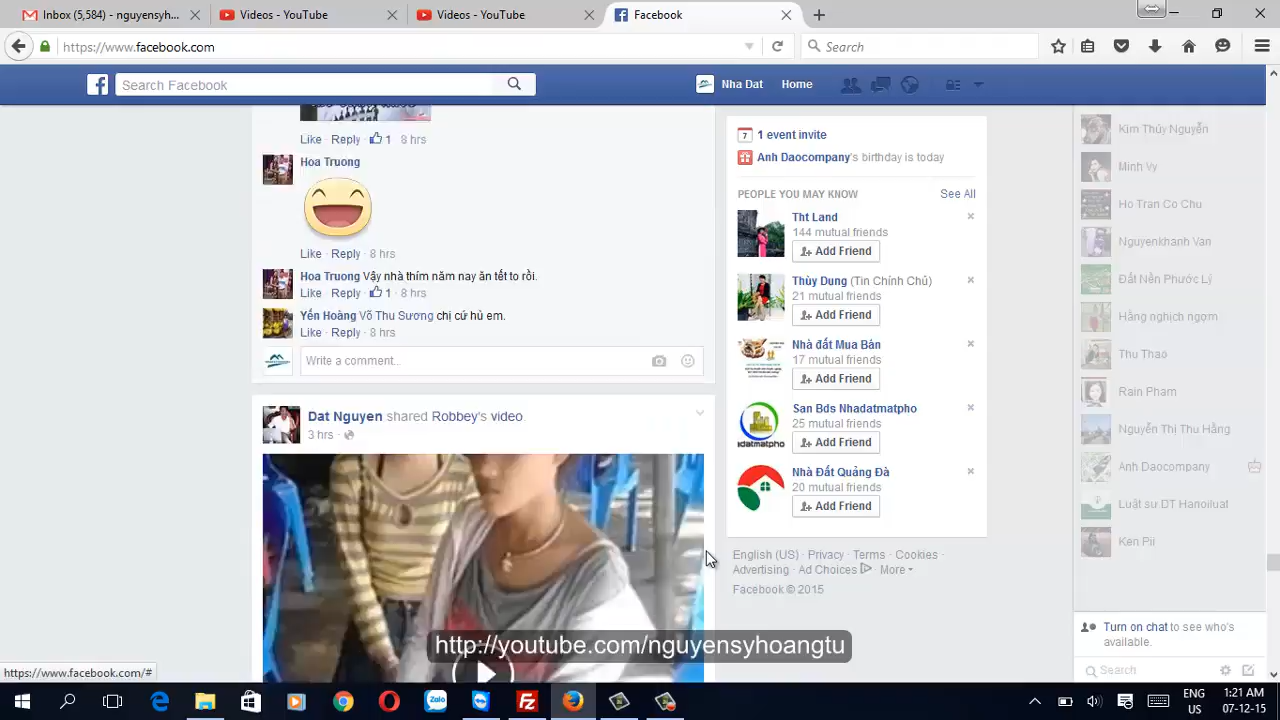 Inbox (5,584) - nguyensyh...
Videos - YouTube
Videos - YouTube
Facebook
https://www.facebook.com
Search
Search Facebook
Nha Dat
Home
Like · Reply · 1 · 8 hrs
Hoa Truong
Like · Reply · 8 hrs
Hoa Truong Vậy nhà thím năm nay ăn tết to rồi.
Like · Reply · 1 · 8 hrs
Yến Hoàng Võ Thu Sương chị cứ hủ em.
Like · Reply · 8 hrs
Write a comment...
Dat Nguyen shared Robbey's video.
3 hrs ·
7
1 event invite
Anh Daocompany's birthday is today
PEOPLE YOU MAY KNOW
See All
Tht Land
144 mutual friends
Add Friend
Thùy Dung (Tin Chính Chủ)
21 mutual friends
Add Friend
Nhà đất Mua Bán
17 mutual friends
Add Friend
San Bds Nhadatmatpho
25 mutual friends
Add Friend
Nhà Đất Quảng Đà
20 mutual friends
Add Friend
English (US) · Privacy · Terms · Cookies ·
Advertising · Ad Choices · More
Facebook © 2015
Kim Thủy Nguyễn
Minh Vy
Ho Tran Co Chu
Nguyenkhanh Van
Đất Nền Phước Lý
Hằng nghịch ngợm
Thu Thao
Rain Pham
Nguyễn Thi Thu Hằng
Anh Daocompany
Luật sư DT Hanoiluat
Ken Pii
Turn on chat to see who's
available.
Search
http://youtube.com/nguyensyhoangtu
https://www.facebook.com/#
Zalo
ENG
US
1:21 AM
07-12-15